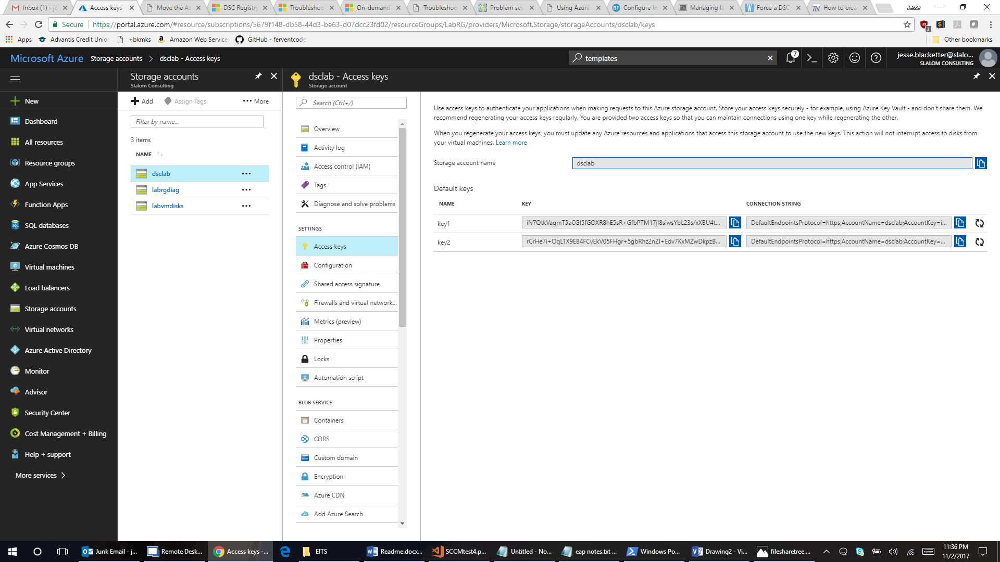 Inbox (1) - je
Access keys
Move the Az
DSC Registry
Troubleshoo
On-demand
Troubleshoo
Problem sett
Using Azure
Configure In
Managing la
Force a DSC
How to creat
Jesse
Secure
https://portal.azure.com/#resource/subscriptions/5679f148-db58-44d3-be63-d07dcc23fd02/resourceGroups/LabRG/providers/Microsoft.Storage/storageAccounts/dsclab/keys
3
Apps
Advantis Credit Union
+bkmks
Amazon Web Service
GitHub - ferventcode
Other bookmarks
Microsoft Azure
Storage accounts
dsclab - Access keys
templates
7
jesse.blacketter@slalo...
SLALOM CONSULTING
New
Dashboard
All resources
Resource groups
App Services
Function Apps
SQL databases
Azure Cosmos DB
Virtual machines
Load balancers
Storage accounts
Virtual networks
Azure Active Directory
Monitor
Advisor
Security Center
Cost Management + Billing
Help + support
More services
Storage accounts
Slalom Consulting
Add
Assign Tags
More
Filter by name...
3 items
NAME
dsclab
labrgdiag
labvmdisks
dsclab - Access keys
Storage account
Search (Ctrl+/)
Overview
Activity log
Access control (IAM)
Tags
Diagnose and solve problems
SETTINGS
Access keys
Configuration
Shared access signature
Firewalls and virtual network...
Metrics (preview)
Properties
Locks
Automation script
BLOB SERVICE
Containers
CORS
Custom domain
Encryption
Azure CDN
Add Azure Search
Use access keys to authenticate your applications when making requests to this Azure storage account. Store your access keys securely - for example, using Azure Key Vault - and don't share them. We
recommend regenerating your access keys regularly. You are provided two access keys so that you can maintain connections using one key while regenerating the other.
When you regenerate your access keys, you must update any Azure resources and applications that access this storage account to use the new keys. This action will not interrupt access to disks from
your virtual machines. Learn more
Storage account name
dsclab
Default keys
NAME
KEY
CONNECTION STRING
key1
iN7QtkVagmT5aCGI5fGOXR8hE5sR+GfbPTM17jI8siwsYbL23s/xXBU4t...
DefaultEndpointsProtocol=https;AccountName=dsclab;AccountKey=i...
key2
rCrHe7i+OqLTX9EB4FCvEkV05FHgr+5gbRhz2nZI+Edv7KxMZwDkpzB...
DefaultEndpointsProtocol=https;AccountName=dsclab;AccountKey=...
Junk Email - j...
Remote Desk...
Access keys -...
EITS
Readme.docx...
SCCMtest4.p...
Untitled - No...
eap notes.txt ...
Windows Po...
Drawing2 - Vi...
filesharetree....
11:36 PM
11/2/2017